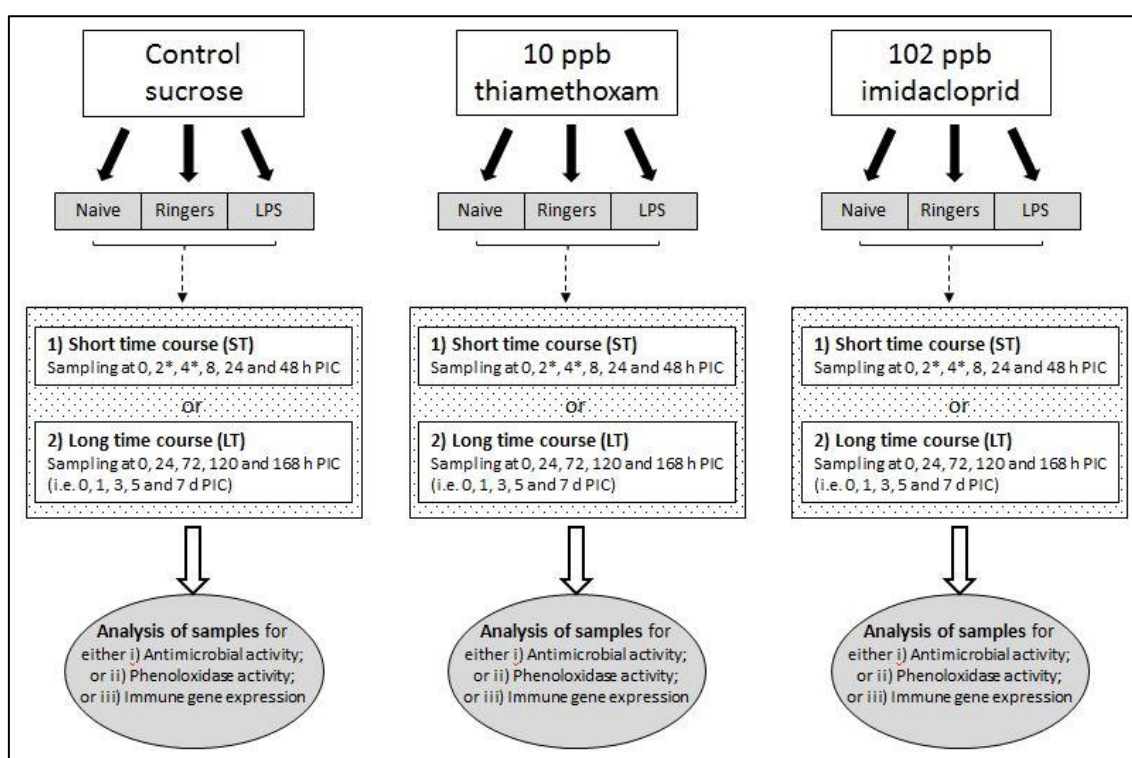 Control
sucrose
Naive
Ringers
LPS
1) Short time course (ST)
Sampling at 0, 2*, 4*, 8, 24 and 48 h PIC
or
2) Long time course (LT)
Sampling at 0, 24, 72, 120 and 168 h PIC
(i.e. 0, 1, 3, 5 and 7 d PIC)
Analysis of samples for
either i) Antimicrobial activity;
or ii) Phenoloxidase activity;
or iii) Immune gene expression
10 ppb
thiamethoxam
Naive
Ringers
LPS
1) Short time course (ST)
Sampling at 0, 2*, 4*, 8, 24 and 48 h PIC
or
2) Long time course (LT)
Sampling at 0, 24, 72, 120 and 168 h PIC
(i.e. 0, 1, 3, 5 and 7 d PIC)
Analysis of samples for
either i) Antimicrobial activity;
or ii) Phenoloxidase activity;
or iii) Immune gene expression
102 ppb
imidacloprid
Naive
Ringers
LPS
1) Short time course (ST)
Sampling at 0, 2*, 4*, 8, 24 and 48 h PIC
or
2) Long time course (LT)
Sampling at 0, 24, 72, 120 and 168 h PIC
(i.e. 0, 1, 3, 5 and 7 d PIC)
Analysis of samples for
either i) Antimicrobial activity;
or ii) Phenoloxidase activity;
or iii) Immune gene expression